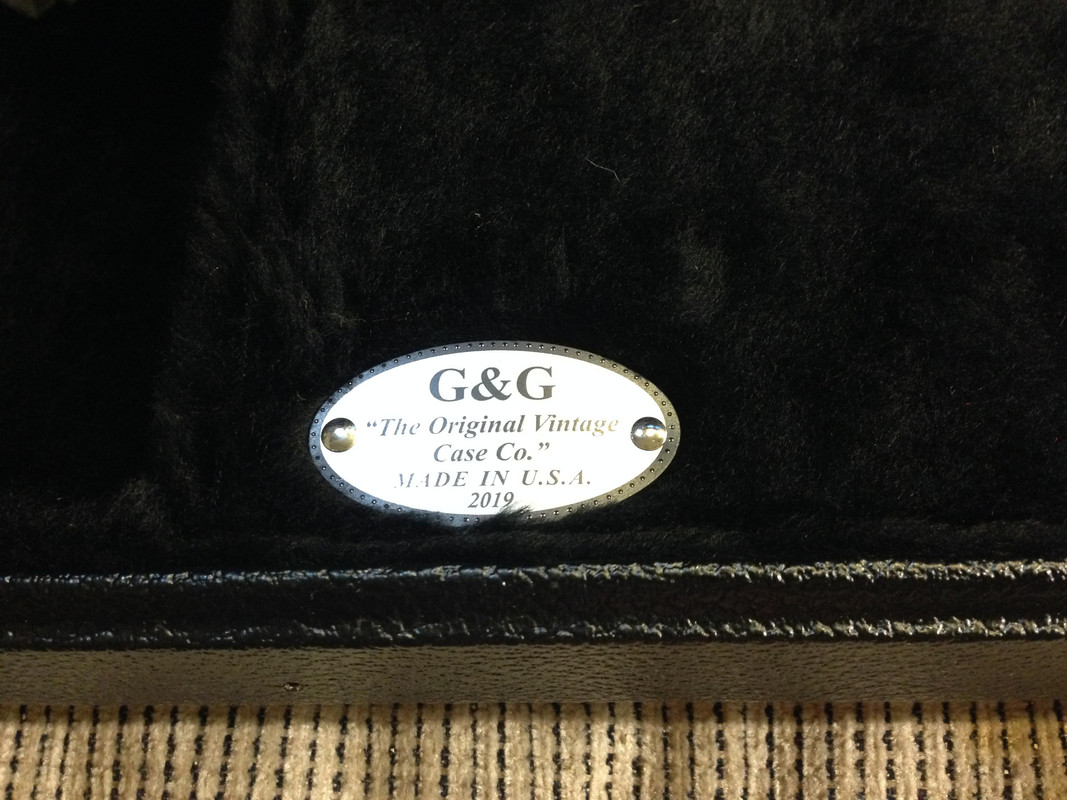 G&G
“The Original Vintage
Case Co.”
MADE IN U.S.A.
2019